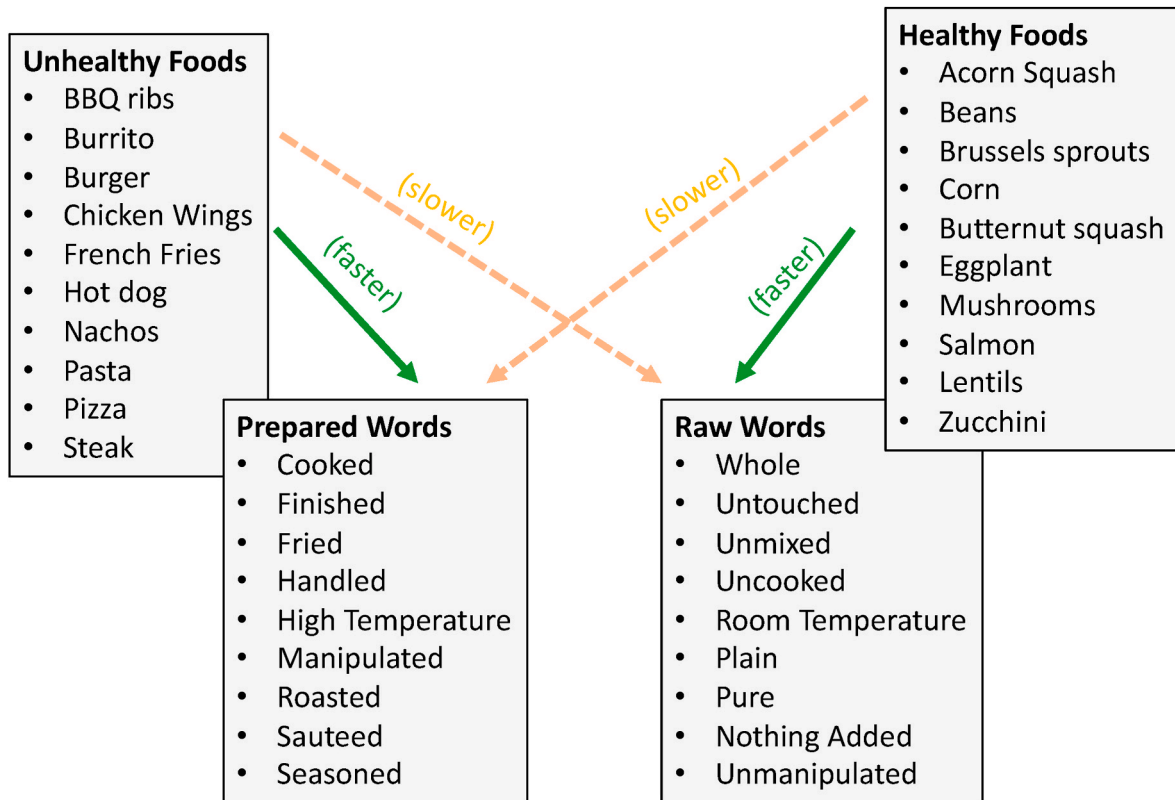 Unhealthy Foods
• BBQ ribs
• Burrito
• Burger
• Chicken Wings
• French Fries
• Hot dog
• Nachos
• Pasta
• Pizza
• Steak
(slower)
(faster)
(slower)
(faster)
Healthy Foods
• Acorn Squash
• Beans
• Brussels sprouts
• Corn
• Butternut squash
• Eggplant
• Mushrooms
• Salmon
• Lentils
• Zucchini
Prepared Words
• Cooked
• Finished
• Fried
• Handled
• High Temperature
• Manipulated
• Roasted
• Sauteed
• Seasoned
Raw Words
• Whole
• Untouched
• Unmixed
• Uncooked
• Room Temperature
• Plain
• Pure
• Nothing Added
• Unmanipulated